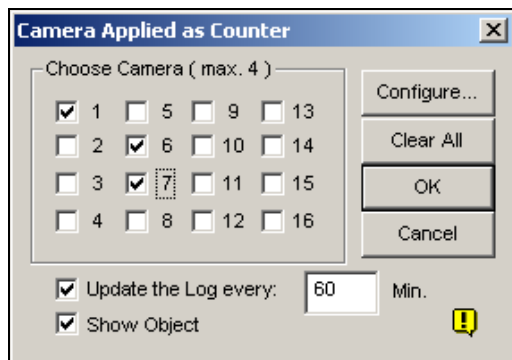 Camera Applied as Counter
Choose Camera ( max. 4 )
1 5 9 13
2 6 10 14
3 7 11 15
4 8 12 16
Configure...
Clear All
OK
Cancel
Update the Log every: 60 Min.
Show Object